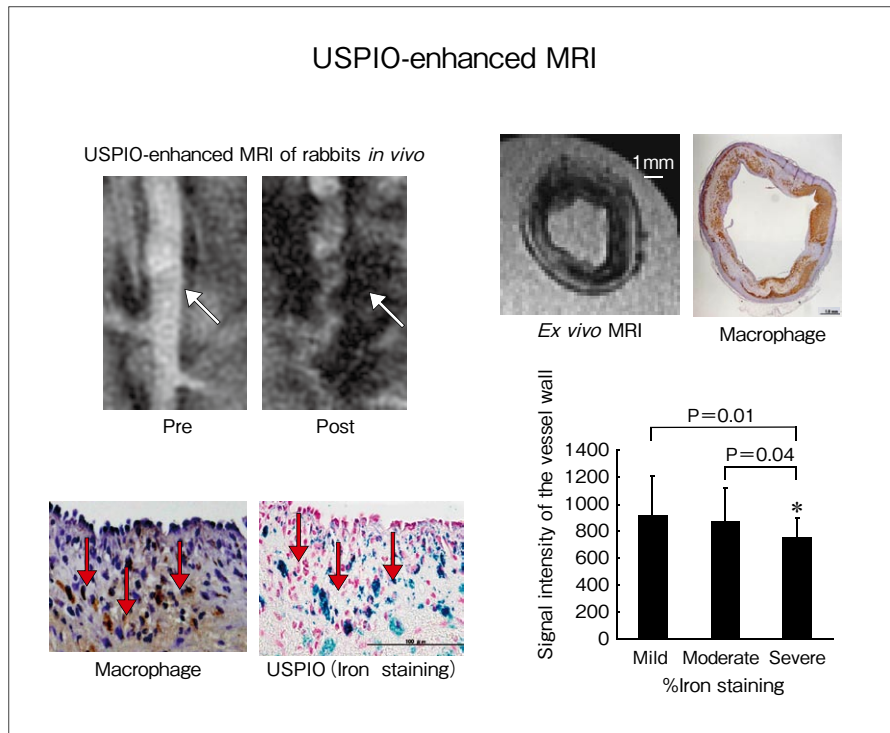 USPIO-enhanced MRI
USPIO-enhanced MRI of rabbits in vivo
Pre
Post
Macrophage
USPIO (Iron staining)
100 µm
1mm
Ex vivo MRI
Macrophage
P=0.01
P=0.04
*
Signal intensity of the vessel wall
1400
1200
1000
800
600
400
200
0
Mild Moderate Severe
%Iron staining